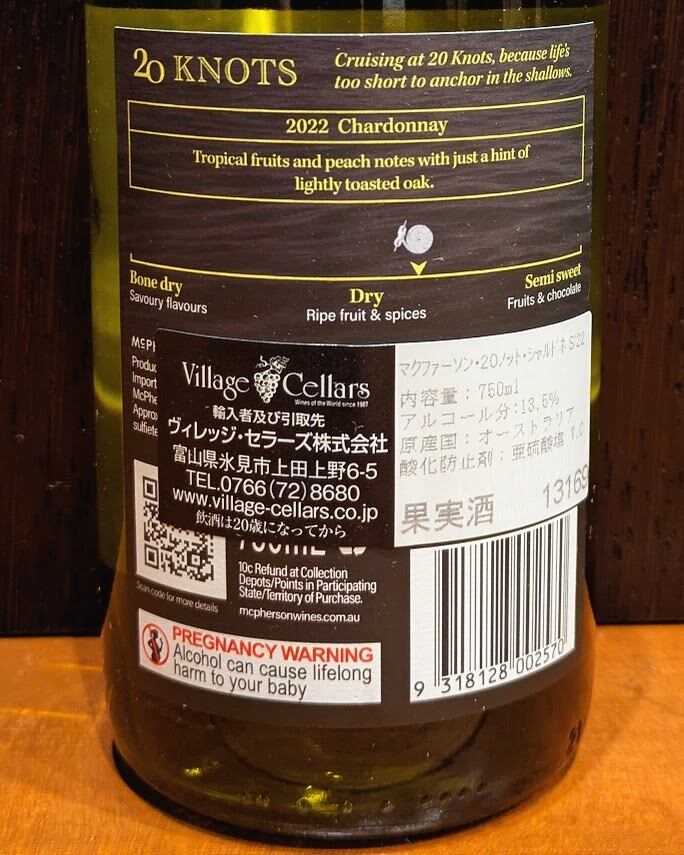 20 KNOTS
Cruising at 20 Knots, because life's
too short to anchor in the shallows.
2022 Chardonnay
Tropical fruits and peach notes with just a hint of
lightly toasted oak.
Bone dry
Savoury flavours
Dry
Ripe fruit & spices
Semi sweet
Fruits & chocolate
Village Cellars
Wines of the World since 1987
輸入者及び引取先
ヴィレッジ・セラーズ株式会社
富山県氷見市上田上野6-5
TEL.0766(72)8680
www.village-cellars.co.jp
飲酒は20歳になってから
マクファーソン・20ノット・シャルドネ S'22
内容量:750ml
アルコール分:13.5%
原産国:オーストラリア
酸化防止剤:亜硫酸塩 V.C
果実酒
13169
Scan code for more details
750mL
10c Refund at Collection
Depots/Points in Participating
State/Territory of Purchase.
mcphersonwines.com.au
PREGNANCY WARNING
Alcohol can cause lifelong
harm to your baby
9 318128 002570